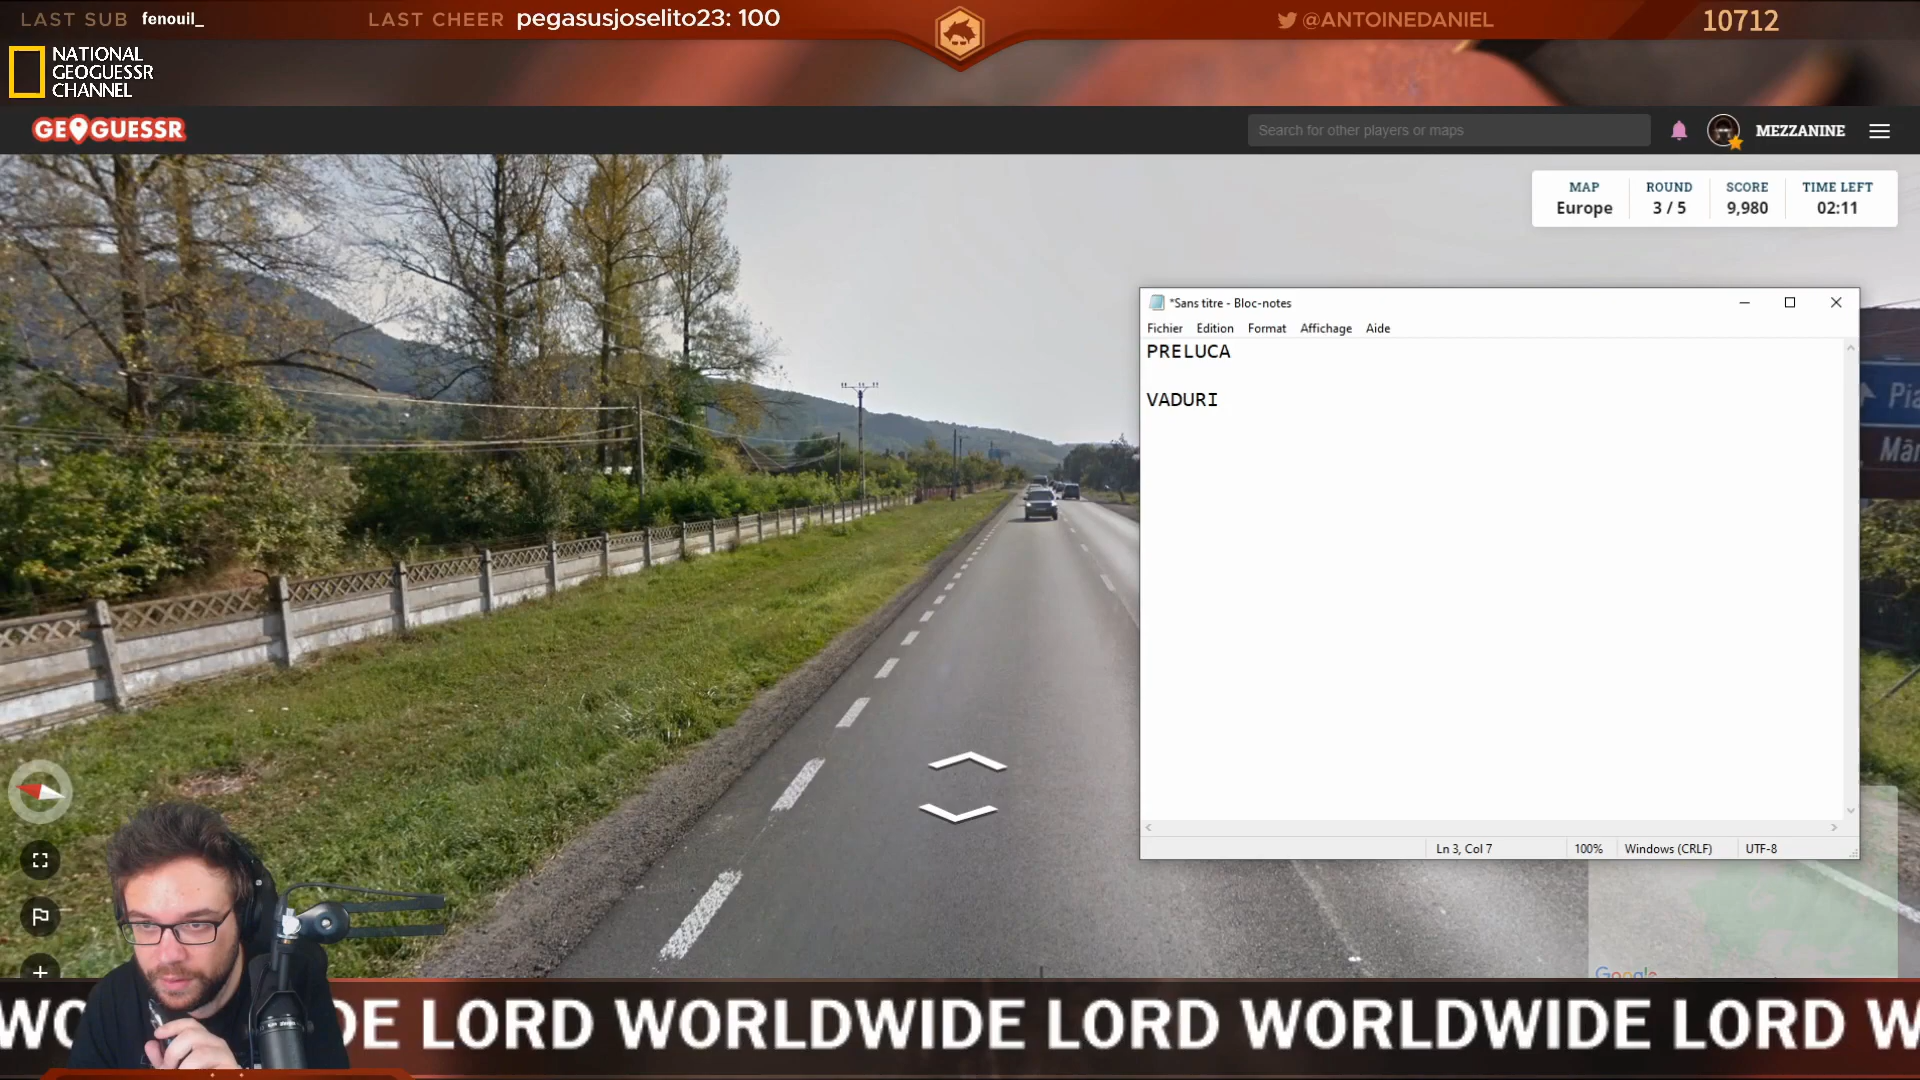 LAST SUB fenouil_
LAST CHEER pegasusjoselito23: 100
@ANTOINEDANIEL
10712
NATIONAL
GEOGUESSR
CHANNEL
GEOGUESSR
Search for other players or maps
MEZZANINE
MAP
Europe
ROUND
3 / 5
SCORE
9,980
TIME LEFT
02:11
*Sans titre - Bloc-notes
Fichier Edition Format Affichage Aide
PRELUCA
VADURI
Ln 3, Col 7
100%
Windows (CRLF)
UTF-8
Google
LORD WORLDWIDE LORD WORLDWIDE LORD